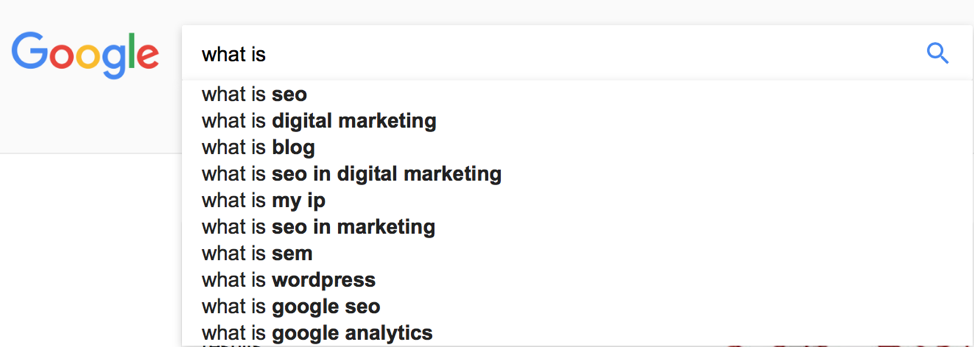 Google
what is
what is seo
what is digital marketing
what is blog
what is seo in digital marketing
what is my ip
what is seo in marketing
what is sem
what is wordpress
what is google seo
what is google analytics